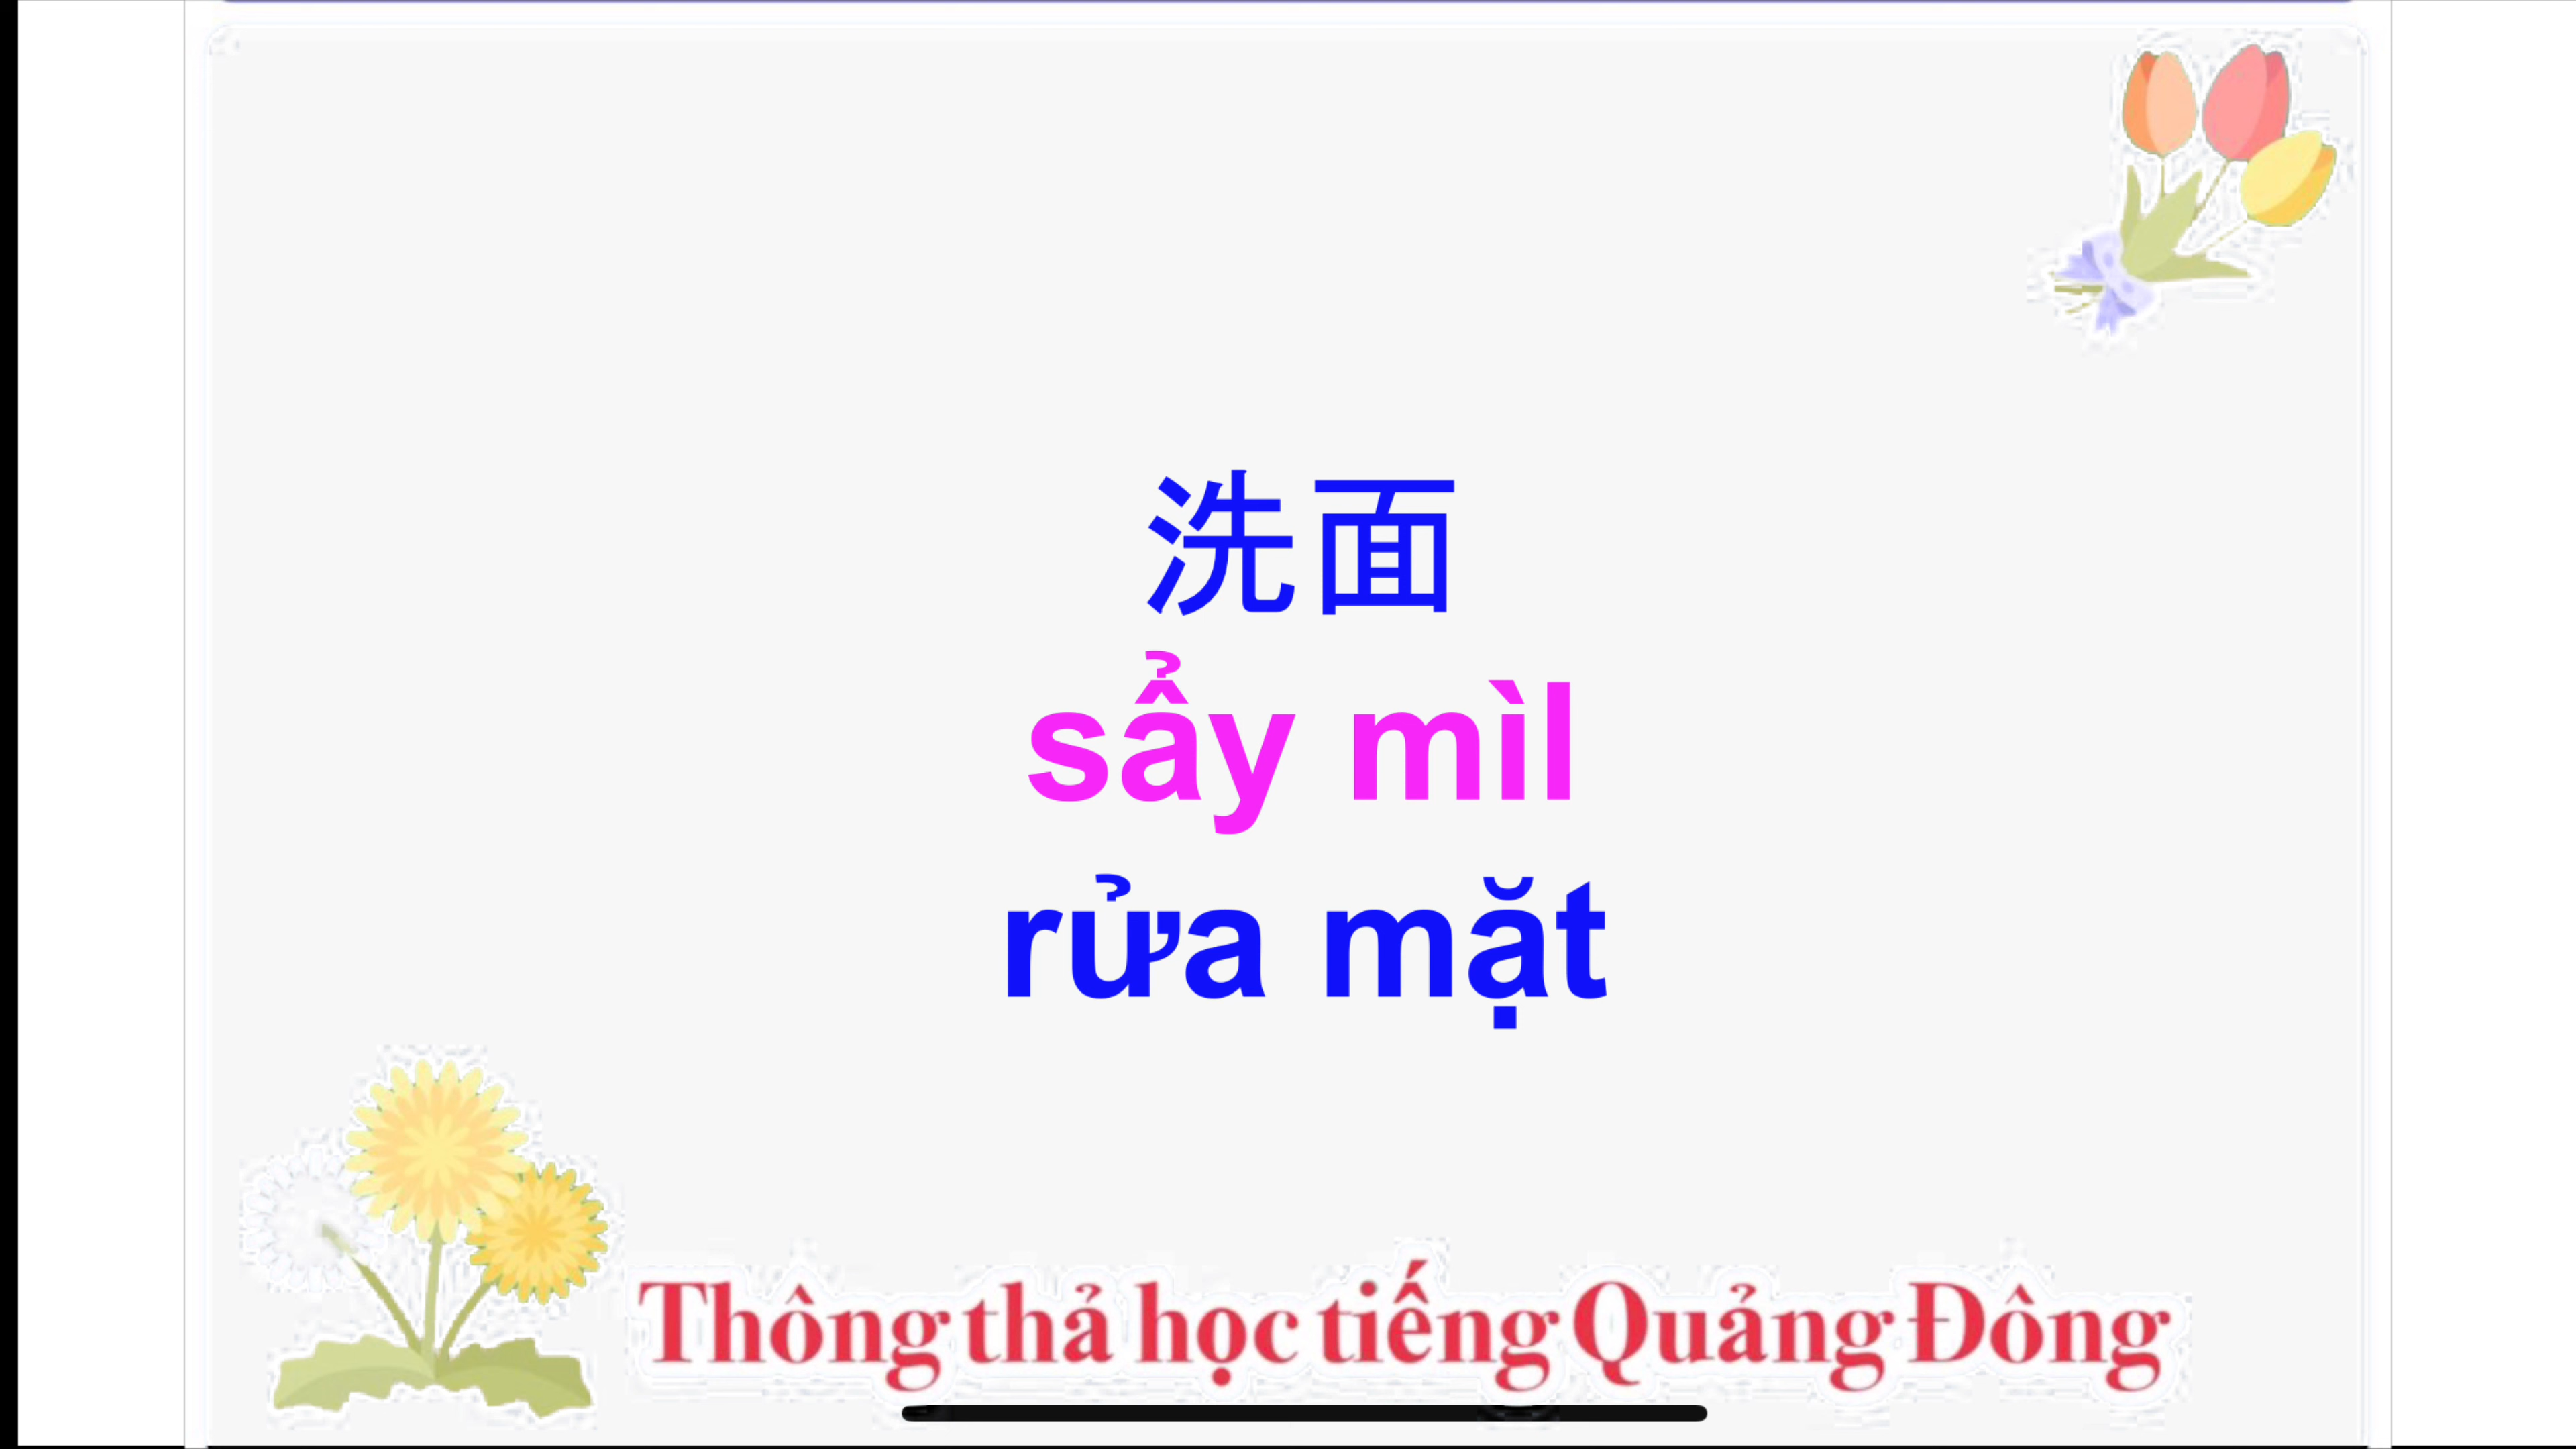 洗面
sẩy mìl
rửa mặt
Thông thả học tiếng Quảng Đông